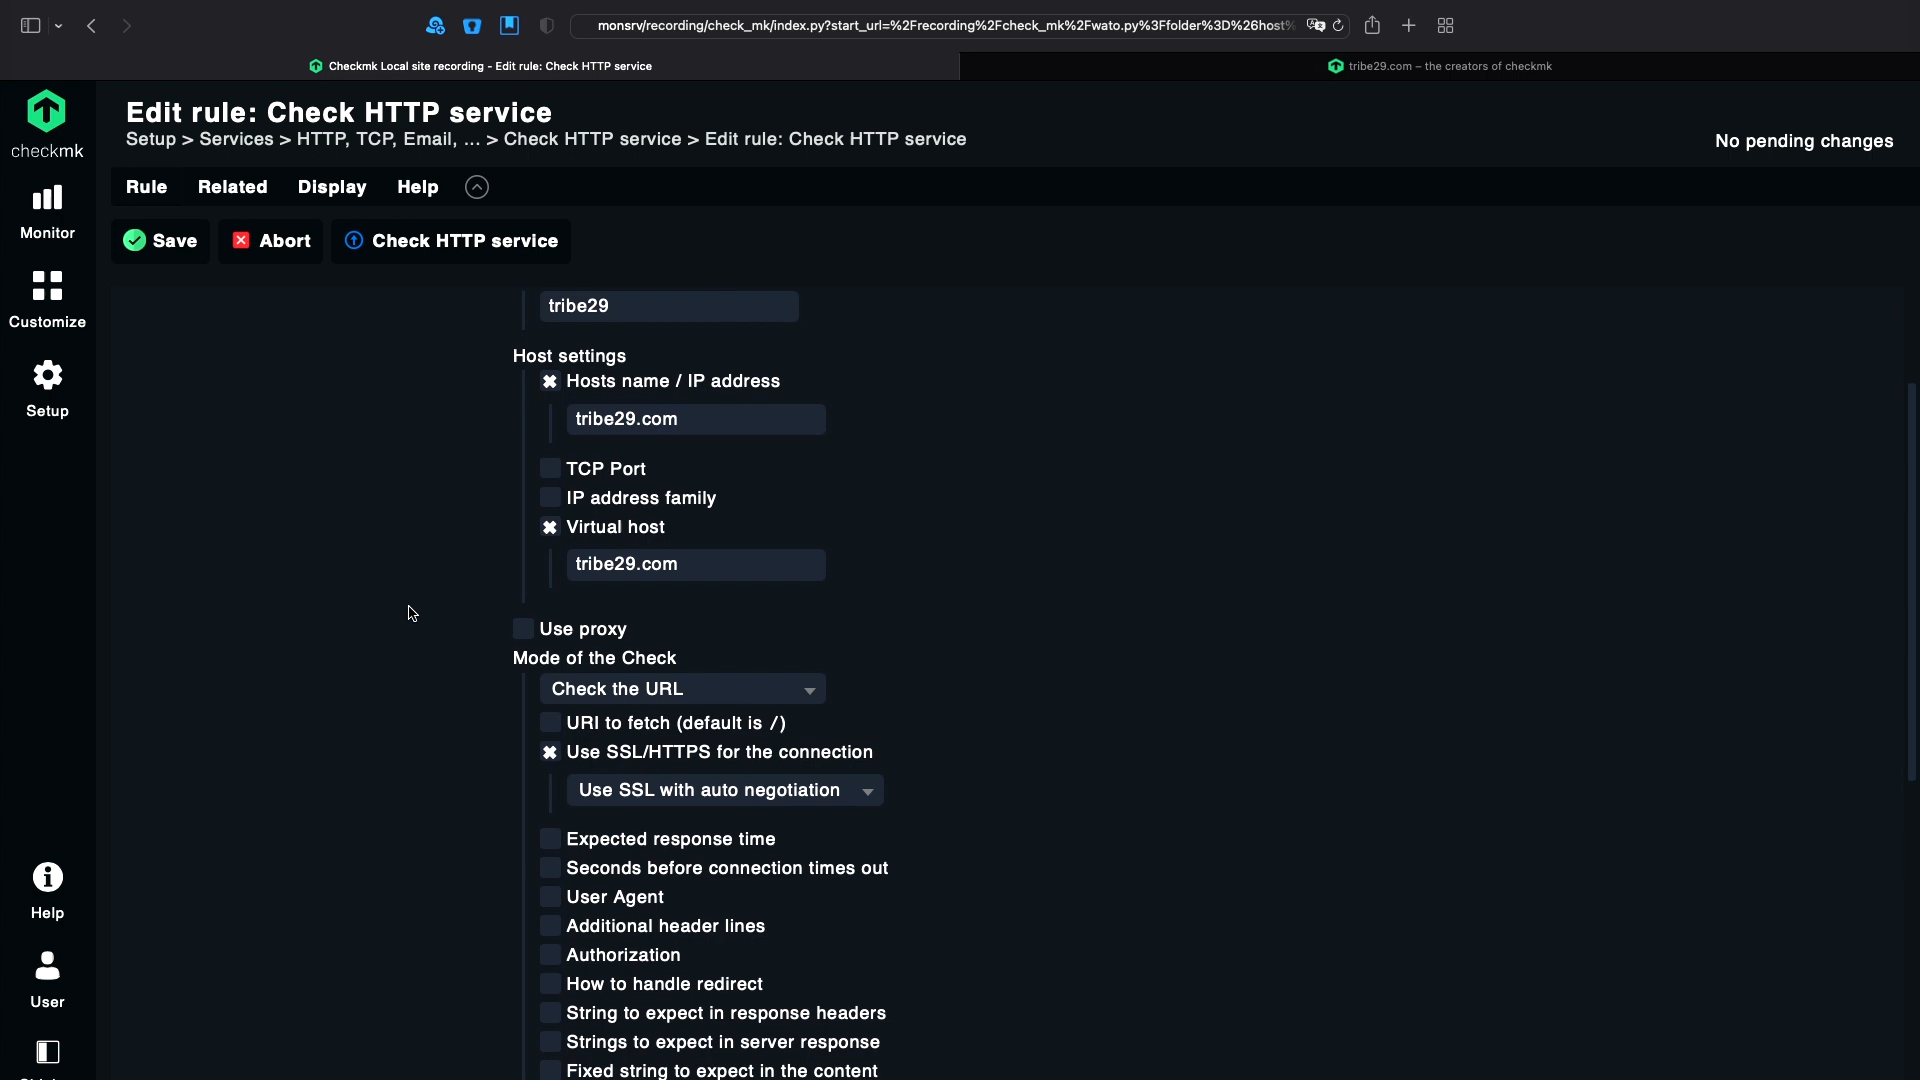 monsrv/recording/check_mk/index.py?start_url=%2Frecording%2Fcheck_mk%2Fwato.py%3Ffolder%3D%26host%
Checkmk Local site recording - Edit rule: Check HTTP service
tribe29.com – the creators of checkmk
checkmk
Monitor
Customize
Setup
Help
User
Edit rule: Check HTTP service
Setup > Services > HTTP, TCP, Email, ... > Check HTTP service > Edit rule: Check HTTP service
No pending changes
Rule Related Display Help
Save Abort Check HTTP service
tribe29
Host settings
Hosts name / IP address
tribe29.com
TCP Port
IP address family
Virtual host
tribe29.com
Use proxy
Mode of the Check
Check the URL
URI to fetch (default is /)
Use SSL/HTTPS for the connection
Use SSL with auto negotiation
Expected response time
Seconds before connection times out
User Agent
Additional header lines
Authorization
How to handle redirect
String to expect in response headers
Strings to expect in server response
Fixed string to expect in the content